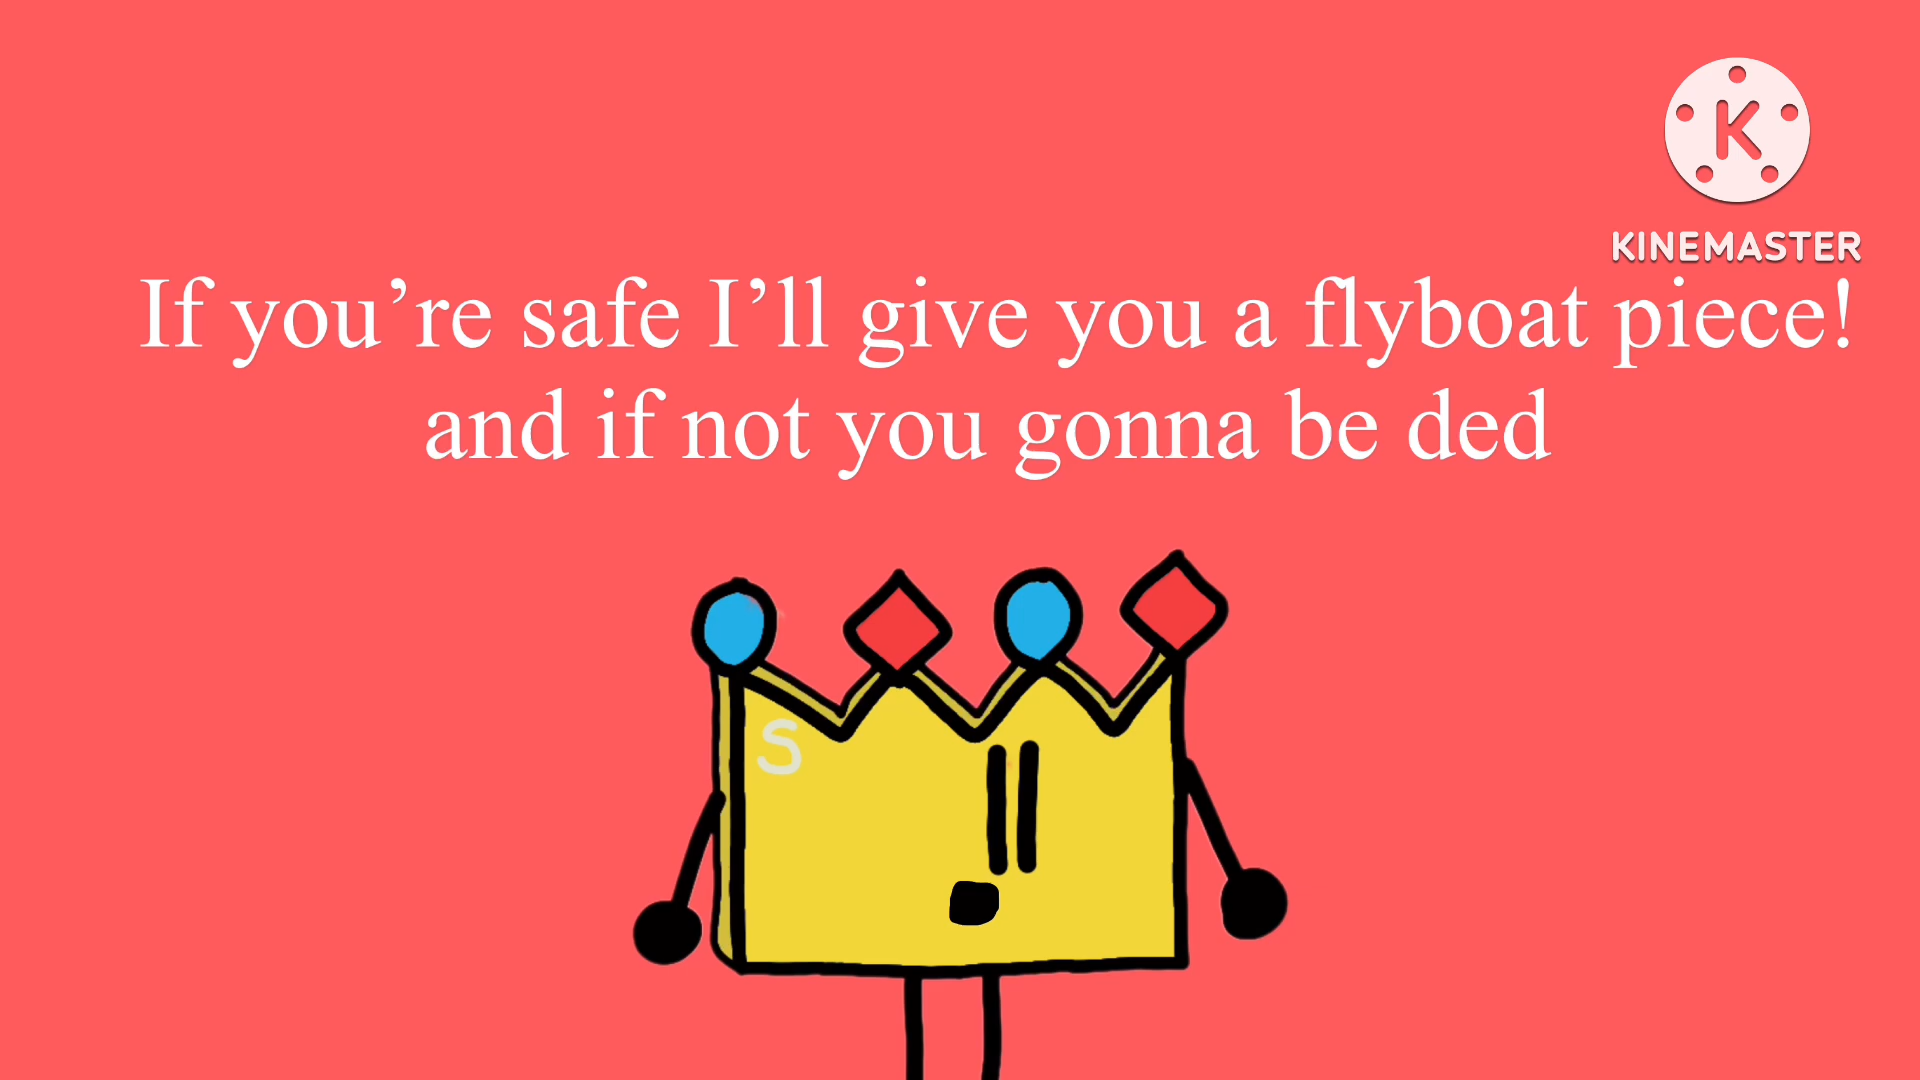 K
KINEMASTER
If you’re safe I’ll give you a flyboat piece!
and if not you gonna be ded
S